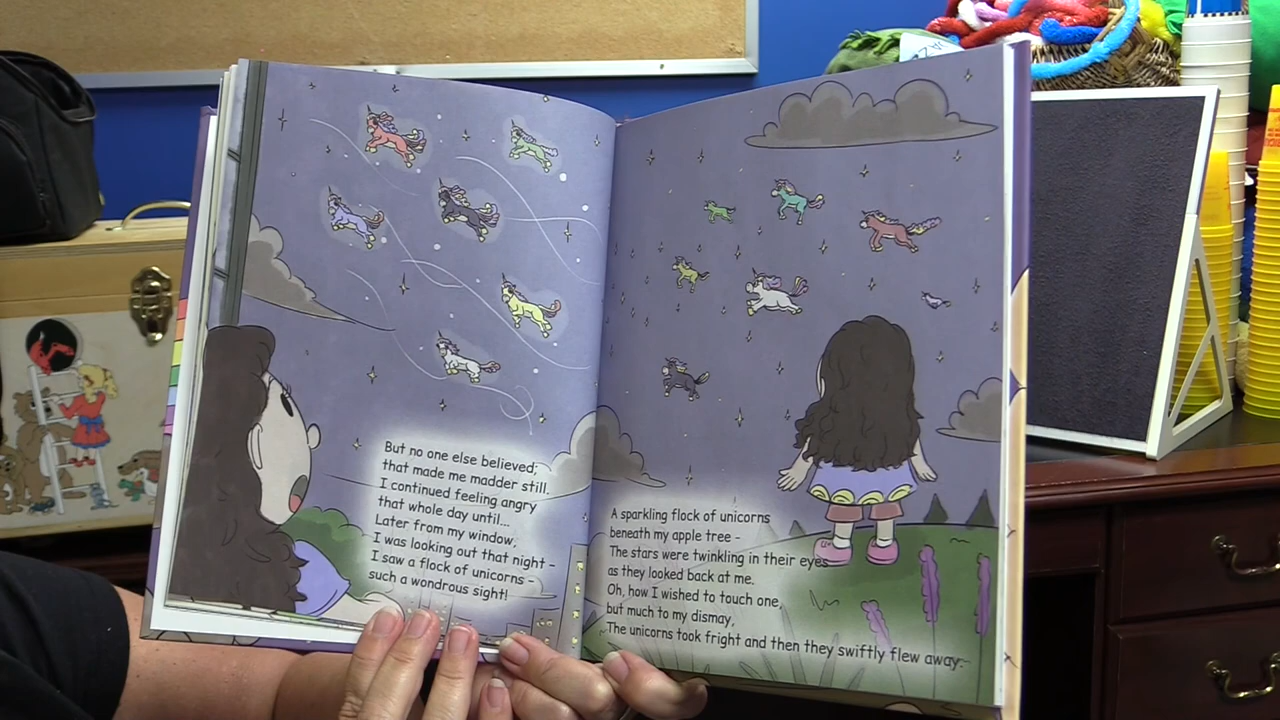 But no one else believed;
that made me madder still.
I continued feeling angry
that whole day until...
Later from my window,
I was looking out that night –
I saw a flock of unicorns –
such a wondrous sight!
A sparkling flock of unicorns
beneath my apple tree –
The stars were twinkling in their eyes
as they looked back at me.
Oh, how I wished to touch one,
but much to my dismay,
The unicorns took fright and then they swiftly flew away.